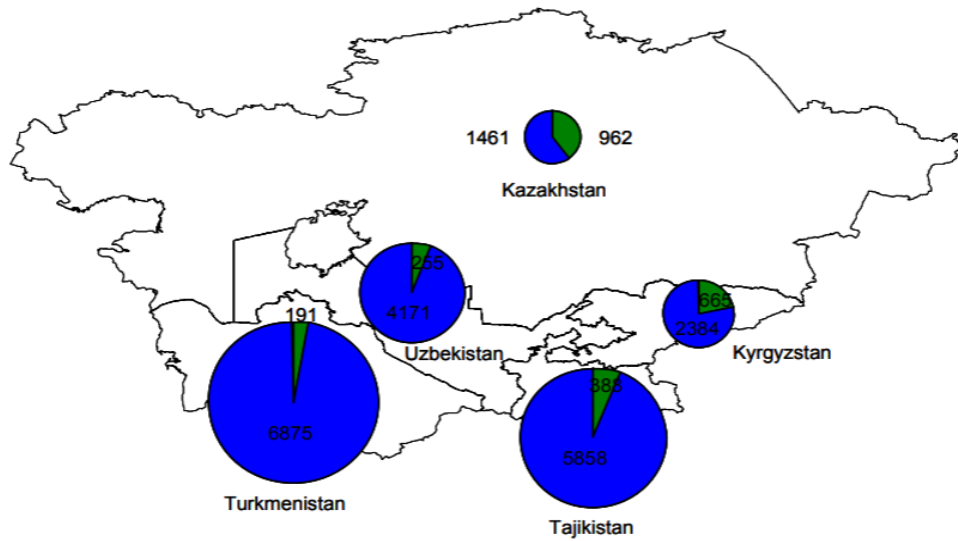 1461 962
Kazakhstan
255
4171
Uzbekistan
665
2384
Kyrgyzstan
191
6875
Turkmenistan
388
5858
Tajikistan